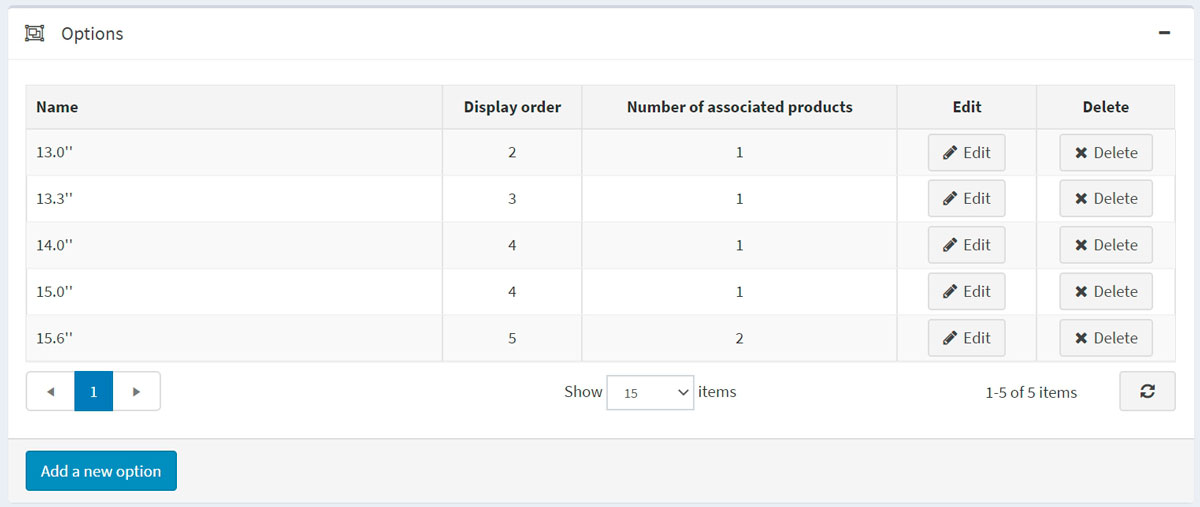 Options
Name Display order Number of associated products Edit Delete
13.0'' 2 1 Edit Delete
13.3'' 3 1 Edit Delete
14.0'' 4 1 Edit Delete
15.0'' 4 1 Edit Delete
15.6'' 5 2 Edit Delete
1 Show 15 items 1-5 of 5 items
Add a new option